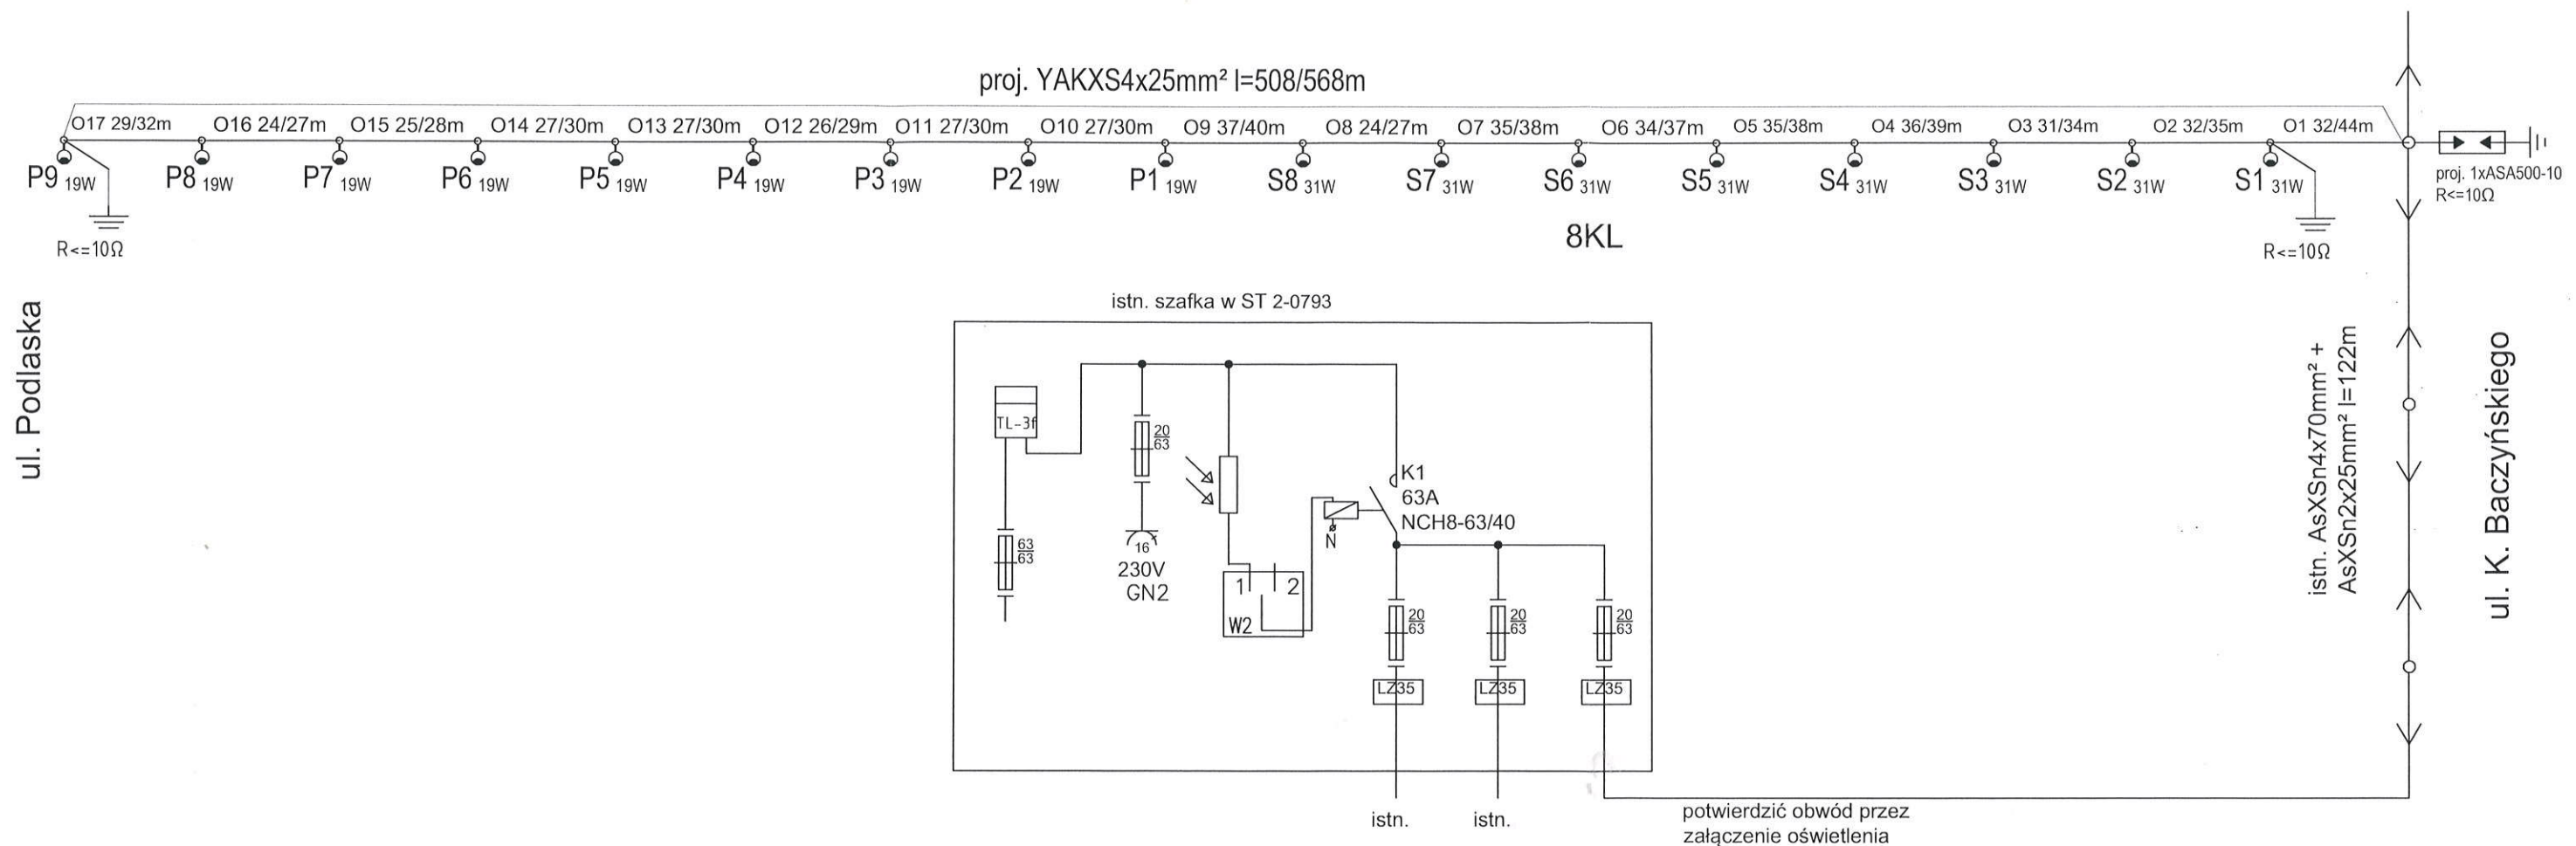 proj. YAKXS4x25mm² l=508/568m
O17 29/32m O16 24/27m O15 25/28m O14 27/30m O13 27/30m O12 26/29m O11 27/30m O10 27/30m O9 37/40m O8 24/27m O7 35/38m O6 34/37m O5 35/38m O4 36/39m O3 31/34m O2 32/35m O1 32/44m
P9 19W P8 19W P7 19W P6 19W P5 19W P4 19W P3 19W P2 19W P1 19W S8 31W S7 31W S6 31W S5 31W S4 31W S3 31W S2 31W S1 31W
proj. 1xASA500-10
R<=10Ω
8KL
R<=10Ω
R<=10Ω
ul. Podlaska
istn. szafka w ST 2-0793
TL-3f
20
63
63
63
16
230V
GN2
1 2
W2
N
K1
63A
NCH8-63/40
20
63
20
63
20
63
LZ35
LZ35
LZ35
istn.
istn.
potwierdzić obwód przez
załączenie oświetlenia
istn. AsXSn4x70mm² +
AsXSn2x25mm² l=122m
ul. K. Baczyńskiego